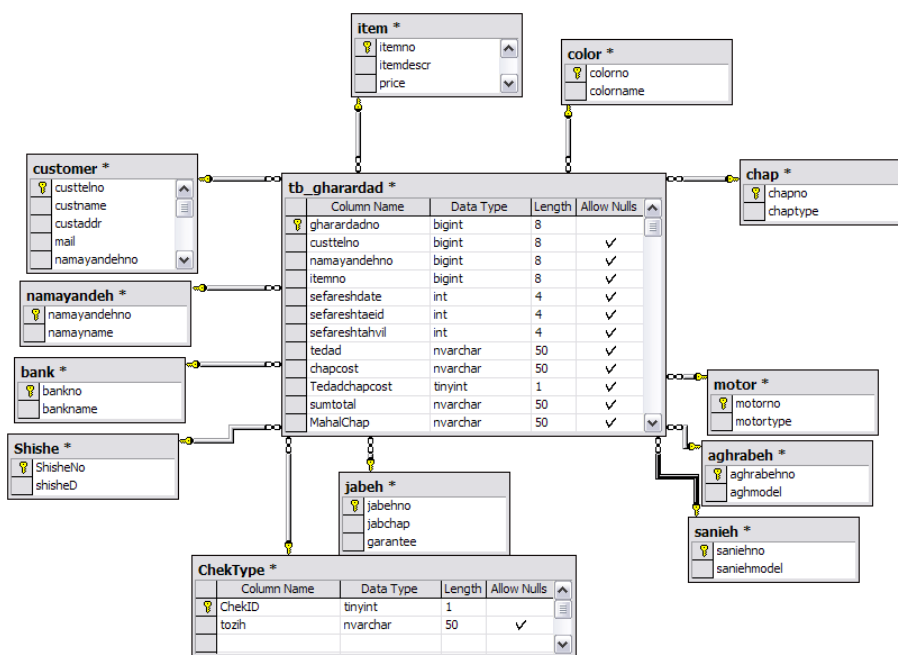 item *
itemno
itemdescr
price
color *
colorno
colorname
customer *
custtelno
custname
custaddr
mail
namayandehno
chap *
chapno
chaptype
tb_gharardad *
Column Name Data Type Length Allow Nulls
gharardadno bigint 8
custtelno bigint 8
namayandehno bigint 8
itemno bigint 8
sefareshdate int 4
sefareshtaeid int 4
sefareshtahvil int 4
tedad nvarchar 50
chapcost nvarchar 50
Tedadchapcost tinyint 1
sumtotal nvarchar 50
MahalChap nvarchar 50
namayandeh *
namayandehno
namayname
bank *
bankno
bankname
Shishe *
ShisheNo
shisheD
motor *
motorno
motortype
aghrabeh *
aghrabehno
aghmodel
jabeh *
jabehno
jabchap
garantee
sanieh *
saniehno
saniehmodel
ChekType *
Column Name Data Type Length Allow Nulls
ChekID tinyint 1
tozih nvarchar 50